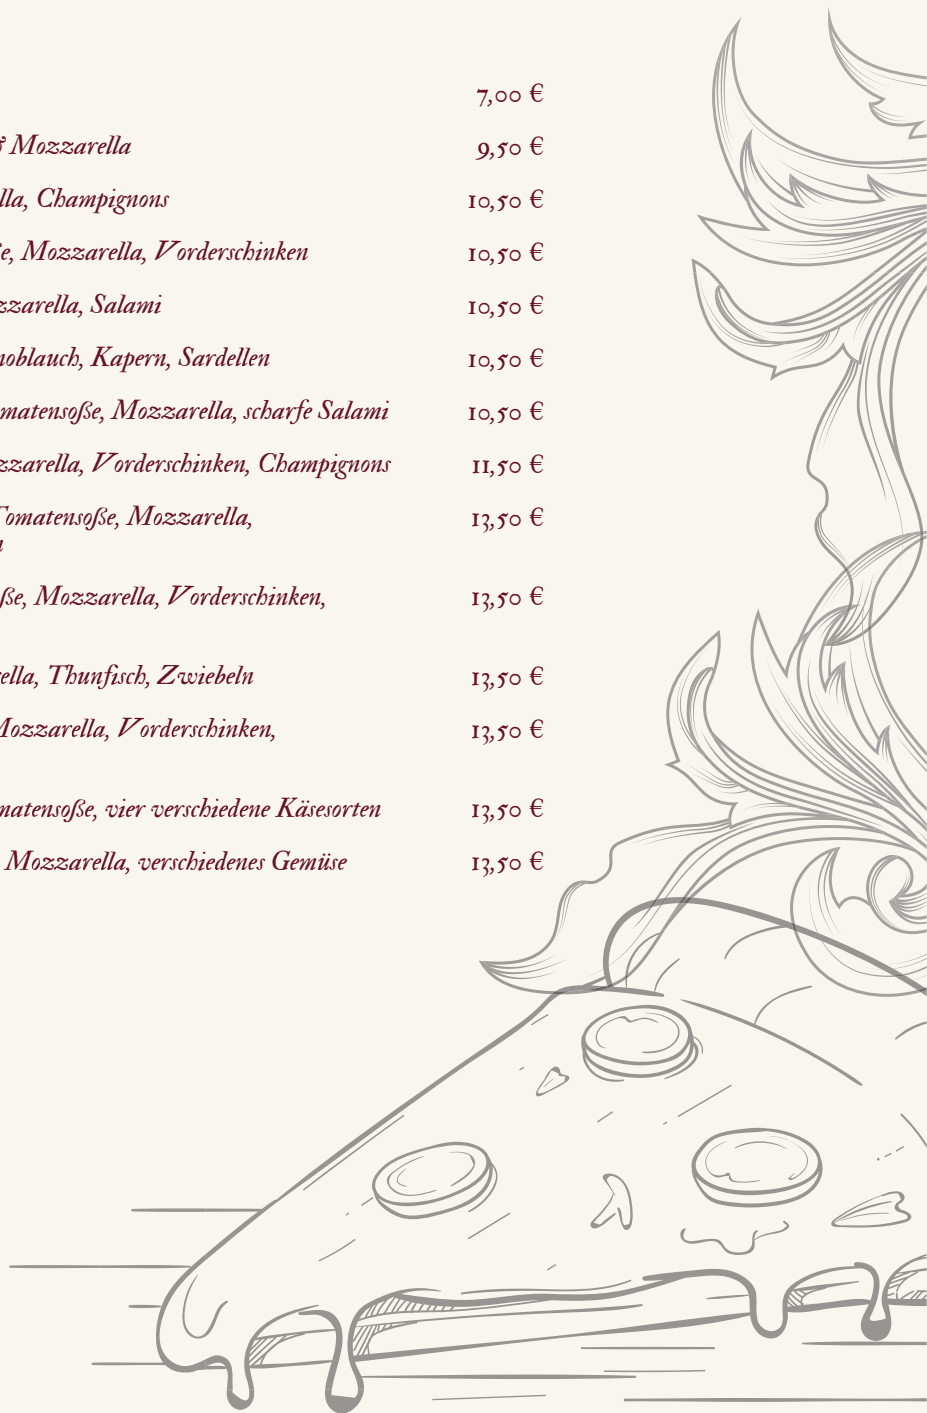 7,00 €
& Mozzarella 9,50 €
lla, Champignons 10,50 €
e, Mozzarella, Vorderschinken 10,50 €
zzarella, Salami 10,50 €
noblauch, Kapern, Sardellen 10,50 €
matensoße, Mozzarella, scharfe Salami 10,50 €
zzarella, Vorderschinken, Champignons 11,50 €
Tomatensoße, Mozzarella, 13,50 €
n
ße, Mozzarella, Vorderschinken, 13,50 €
ella, Thunfisch, Zwiebeln 13,50 €
Mozzarella, Vorderschinken, 13,50 €
matensoße, vier verschiedene Käsesorten 13,50 €
Mozzarella, verschiedenes Gemüse 13,50 €